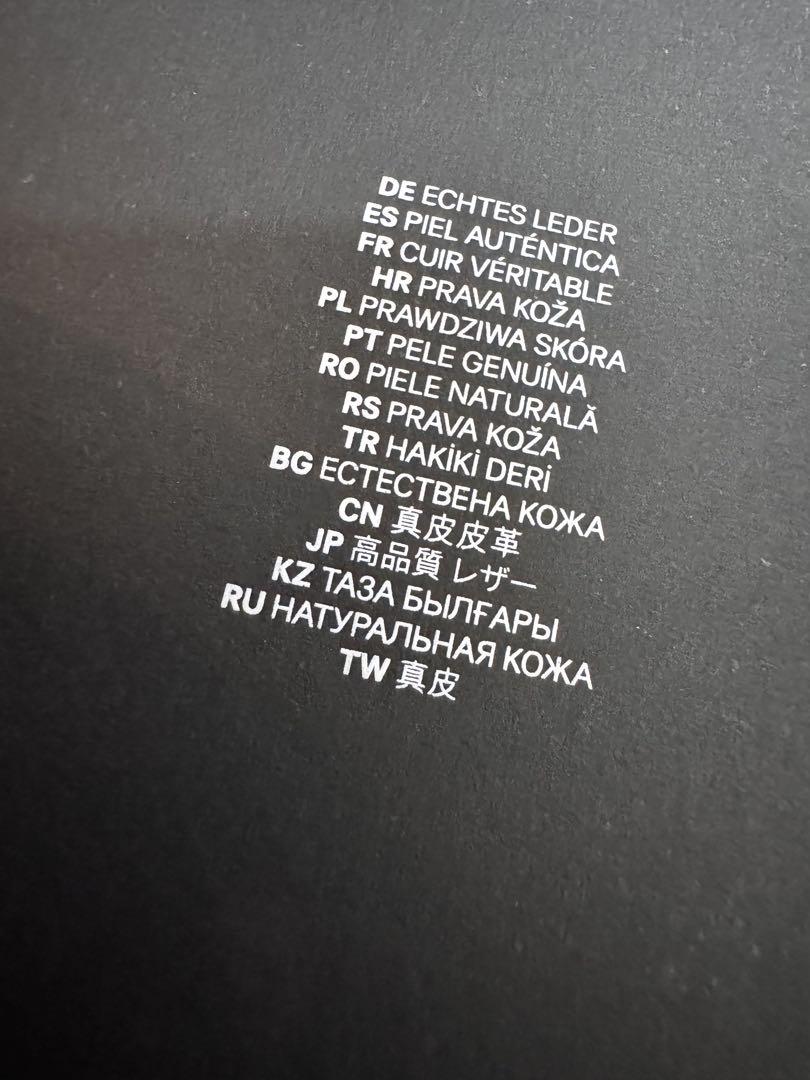 DE ECHTES LEDER
ES PIEL AUTÉNTICA
FR CUIR VÉRITABLE
HR PRAVA KOŽA
PL PRAWDZIWA SKÓRA
PT PELE GENUÍNA
RO PIELE NATURALĂ
RS PRAVA KOŽA
TR HAKİKİ DERİ
BG ЕСТЕСТВЕНА КОЖА
CN 真皮皮革
JP 高品質 レザー
KZ ТАЗА БЫЛҒАРЫ
RU НАТУРАЛЬНАЯ КОЖА
TW 真皮